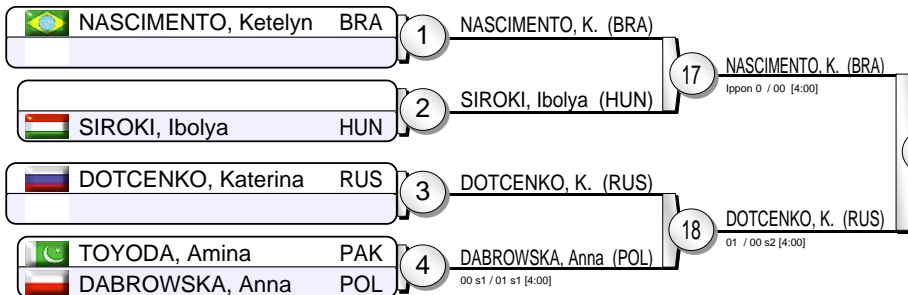 NASCIMENTO, Ketelyn BRA
1
NASCIMENTO, K. (BRA)
17
NASCIMENTO, K. (BRA)
Ippon 0 / 00 [4:00]
2
SIROKI, Ibolya (HUN)
SIROKI, Ibolya HUN
DOTCENKO, Katerina RUS
3
DOTCENKO, K. (RUS)
18
DOTCENKO, K. (RUS)
01 / 00 s2 [4:00]
TOYODA, Amina PAK
4
DABROWSKA, Anna (POL)
00 s1 / 01 s1 [4:00]
DABROWSKA, Anna POL